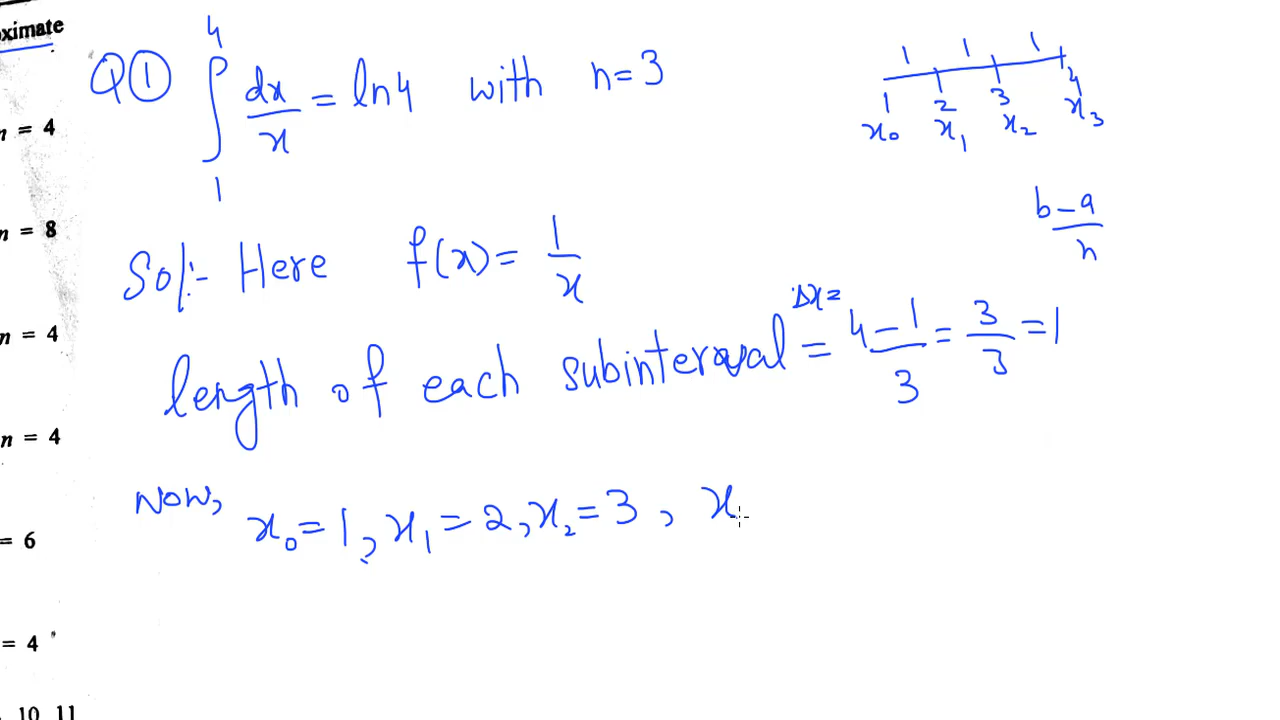 oximate
Q① ∫₁⁴ dx/x = ln4 with n=3
1 1 1
1 2 3 4
x₀ x₁ x₂ x₃
n = 4
b-a/n
n = 8
Sol:- Here f(x)= 1/x
length of each subinterval Δx= = 4-1/3 = 3/3 =1
n = 4
n = 4
Now, x₀=1, x₁=2, x₂=3, x
= 6
= 4
10 11